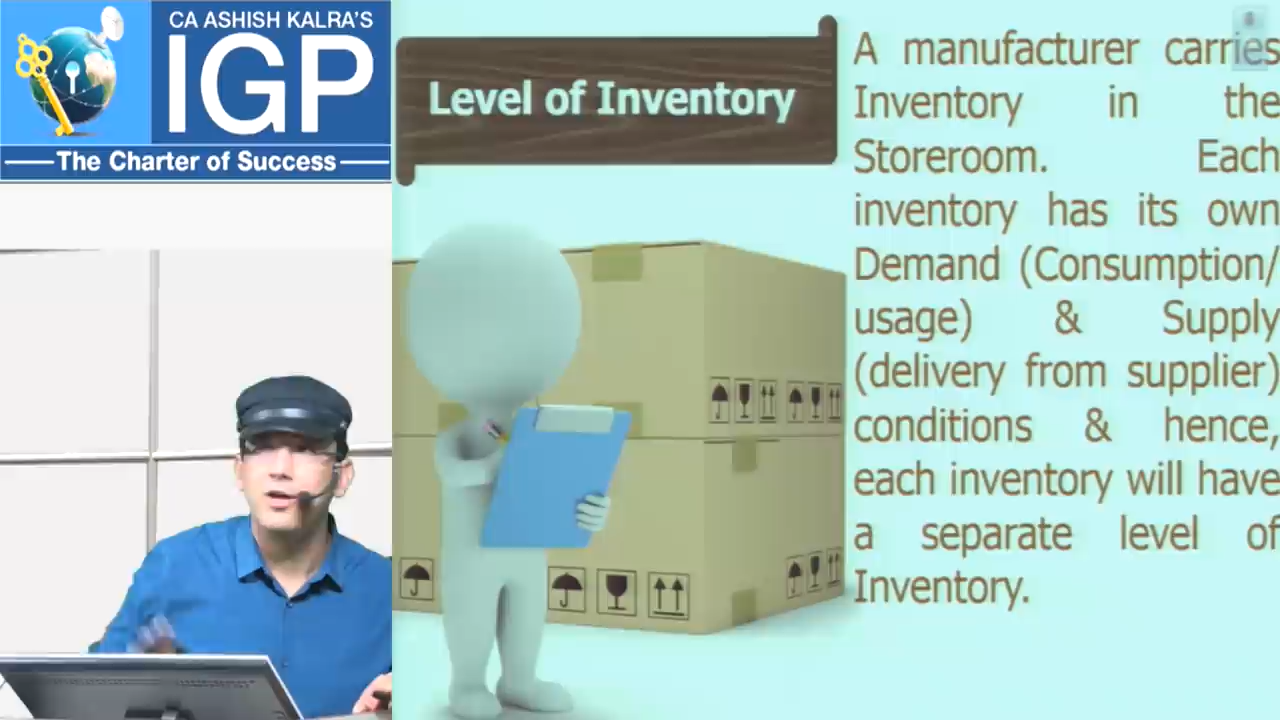 CA ASHISH KALRA'S
IGP
The Charter of Success
Level of Inventory
A manufacturer carries
Inventory in the
Storeroom. Each
inventory has its own
Demand (Consumption/
usage) & Supply
(delivery from supplier)
conditions & hence,
each inventory will have
a separate level of
Inventory.